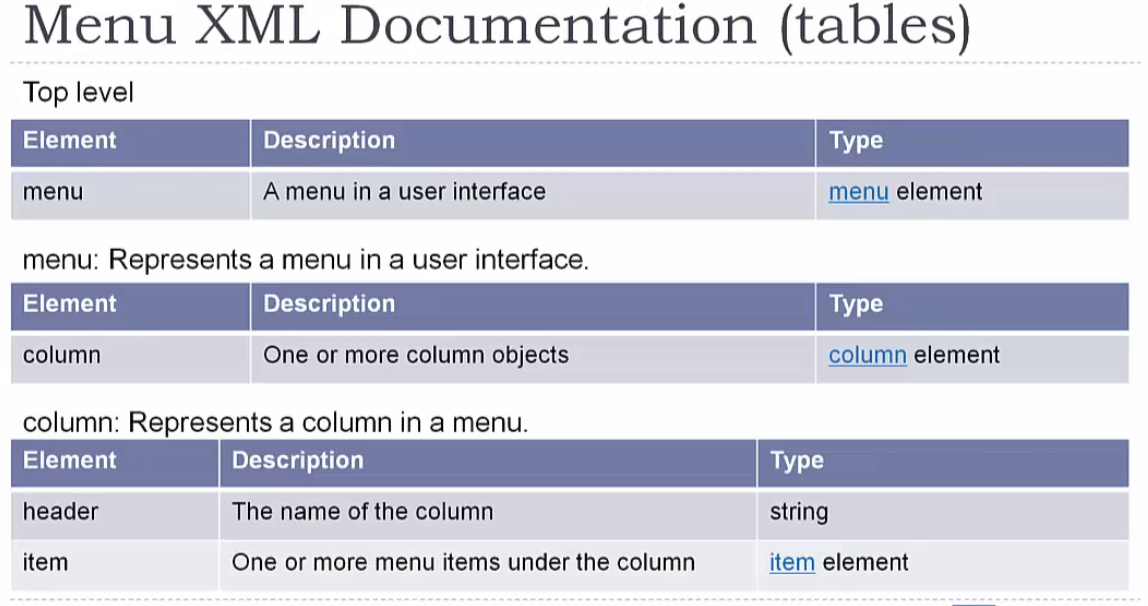 Menu XML Documentation (tables)
Top level
Element Description Type
menu A menu in a user interface menu element
menu: Represents a menu in a user interface.
Element Description Type
column One or more column objects column element
column: Represents a column in a menu.
Element Description Type
header The name of the column string
item One or more menu items under the column item element